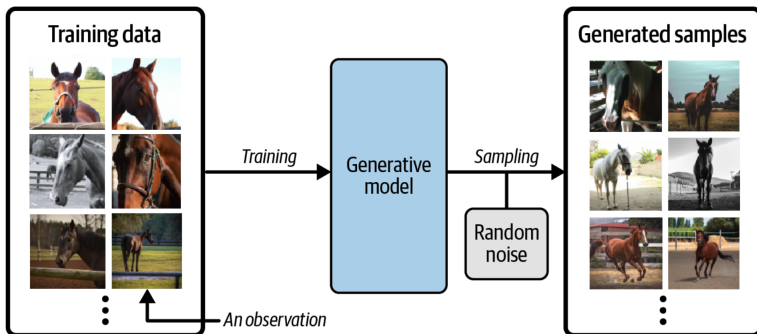 Training data
Generated samples
Training
Generative
model
Sampling
Random
noise
An observation